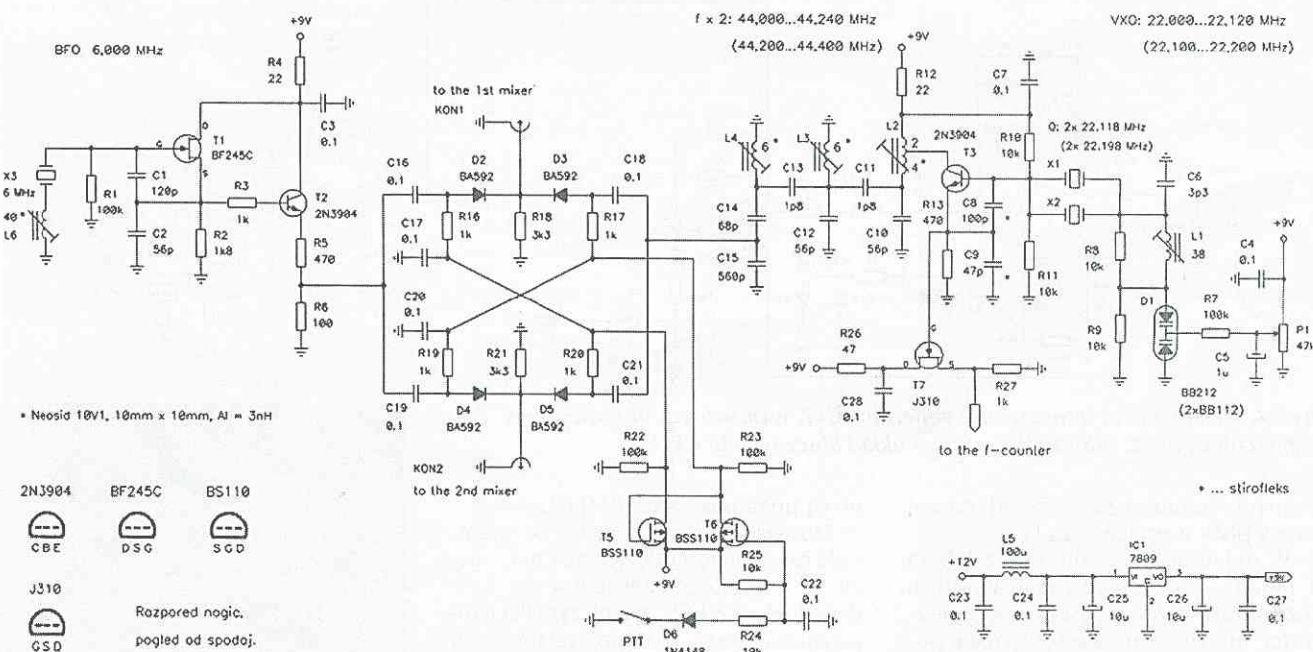 f x 2: 44,000...44,240 MHz
(44,200...44,400 MHz)
VXO: 22,000...22,120 MHz
(22,100...22,200 MHz)
BFO 6,000 MHz
+9V
R4
22
C3
0.1
D
G
S
T1
BF245C
X3
6 MHz
40*
L6
R1
100k
C1
120p
C2
56p
R3
1k
R2
1k8
T2
2N3904
R5
470
R6
100
to the 1st mixer
KON1
C16
0.1
D2
BA592
D3
BA592
C18
0.1
C17
0.1
R16
1k
R18
3k3
R17
1k
C20
0.1
R19
1k
R21
3k3
R20
1k
C19
0.1
D4
BA592
D5
BA592
C21
0.1
KON2
to the 2nd mixer
L4
6*
L3
6*
L2
2
4*
C14
68p
C15
560p
C13
1p8
C12
56p
C11
1p8
C10
56p
+9V
R12
22
2N3904
T3
C7
0.1
R10
10k
R13
470
C8
100p
*
C9
47p
*
R11
10k
Q: 2x 22,118 MHz
(2x 22,198 MHz)
X1
X2
C6
3p3
L1
38
R8
10k
R9
10k
D1
BB212
(2xBB112)
R7
100k
C5
1u
C4
0.1
+9V
P1
47k
R26
47
+9V
C28
0.1
G
D
S
T7
J310
R27
1k
to the f-counter
R22
100k
R23
100k
T5
BSS110
T6
BSS110
+9V
R25
10k
C22
0.1
PTT
D6
1N4148
R24
10k
* Neosid 10V1, 10mm x 10mm, Al = 3nH
2N3904
CBE
BF245C
DSG
BS110
SGD
J310
GSD
Razpored nogic,
pogled od spodaj.
* ... stirofleks
+12V
L5
100u
IC1
7809
VI
VO
2
+9V
C23
0.1
C24
0.1
C25
10u
C26
10u
C27
0,1